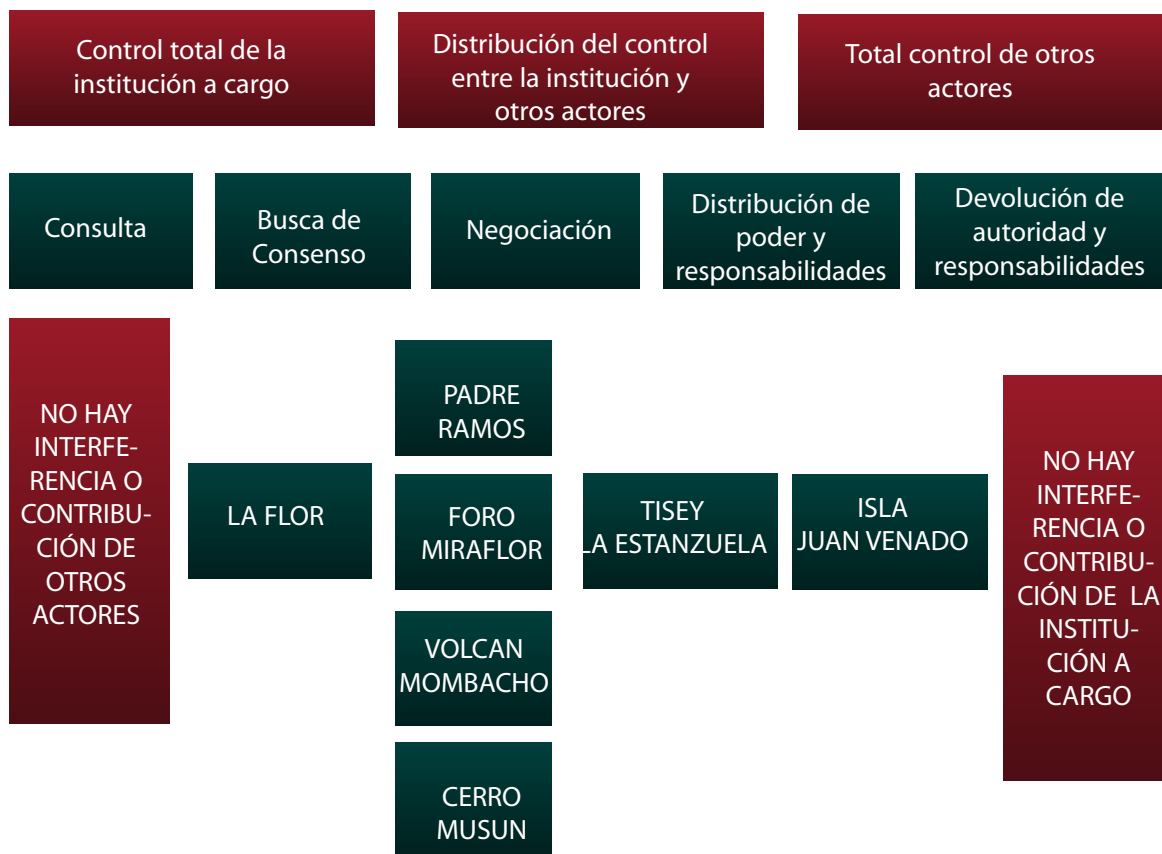 Control total de la
institución a cargo
Distribución del control
entre la institución y
otros actores
Total control de otros
actores
Consulta
Busca de
Consenso
Negociación
Distribución de
poder y
responsabilidades
Devolución de
autoridad y
responsabilidades
NO HAY
INTERFE-
RENCIA O
CONTRIBU-
CIÓN DE
OTROS
ACTORES
LA FLOR
PADRE
RAMOS
FORO
MIRAFLOR
VOLCAN
MOMBACHO
CERRO
MUSUN
TISEY
LA ESTANZUELA
ISLA
JUAN VENADO
NO HAY
INTERFE-
RENCIA O
CONTRIBU-
CIÓN DE LA
INSTITU-
CIÓN A
CARGO